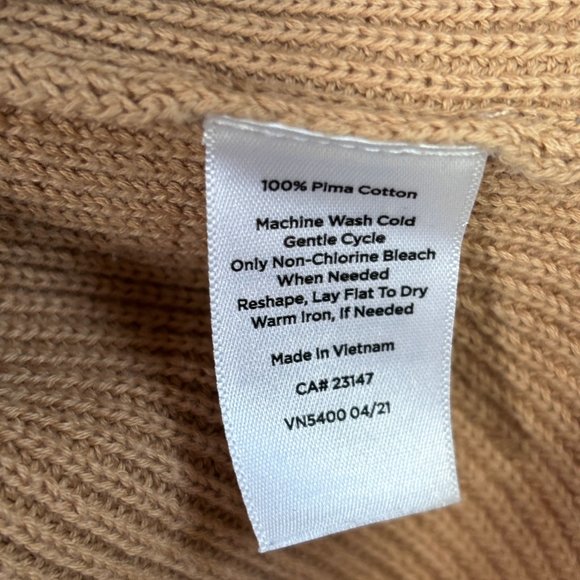 100% Pima Cotton
Machine Wash Cold
Gentle Cycle
Only Non-Chlorine Bleach
When Needed
Reshape, Lay Flat To Dry
Warm Iron, If Needed
Made In Vietnam
CA# 23147
VN5400 04/21